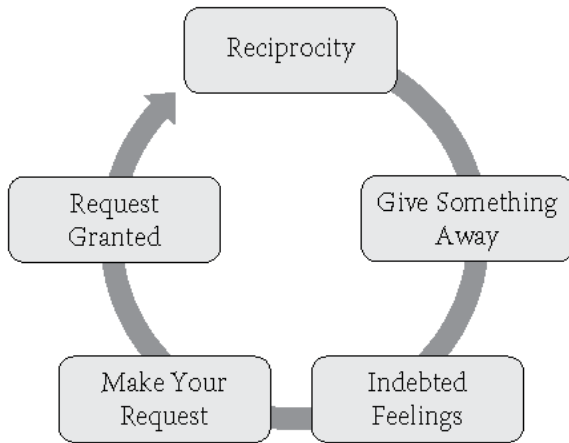 Reciprocity
Give Something
Away
Indebted
Feelings
Make Your
Request
Request
Granted